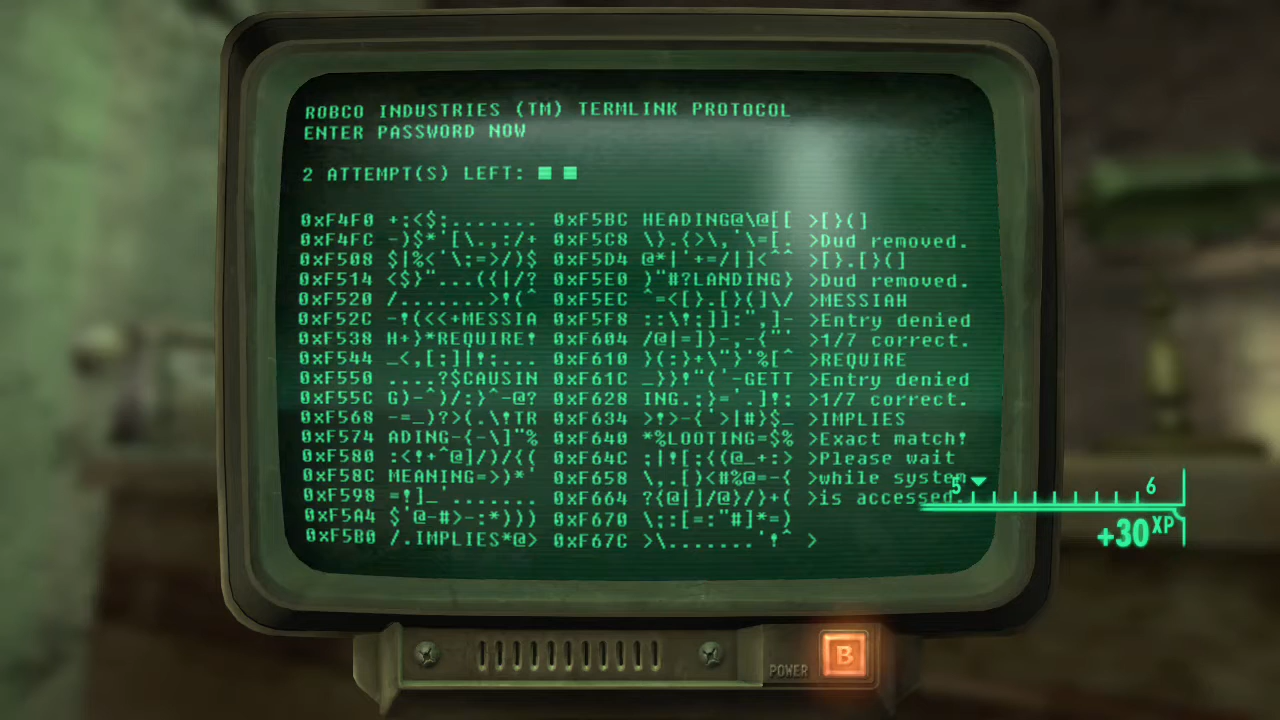 ROBCO INDUSTRIES (TM) TERMLINK PROTOCOL
ENTER PASSWORD NOW
2 ATTEMPT(S) LEFT: ■ ■
0xF4F0 +;<$;....... 0xF5BC HEADING@\@[[ >[}(]
0xF4FC -)$*'[\.,:/+ 0xF5C8 \}.{>\,'\=[. >Dud removed.
0xF508 $|%<'\:=>/)$ 0xF5D4 @*|'+=/|]<^^ >[}.[}(]
0xF514 <$}"...({|/? 0xF5E0 )"#?LANDING} >Dud removed.
0xF520 /........>!(^ 0xF5EC ^=<[}.[}(]\/ >MESSIAH
0xF52C -!(<<+MESSIA 0xF5F8 ::\!;]]:",]- >Entry denied
0xF538 H+}*REQUIRE! 0xF604 /@|=])-,-{"' >1/7 correct.
0xF544 _<,[:]|!;... 0xF610 }(:}+\"}'%[^ >REQUIRE
0xF550 ....?$CAUSIN 0xF61C _}}!"('-GETT >Entry denied
0xF55C G)-^)/:}^-@? 0xF628 ING.;}='.]!: >1/7 correct.
0xF568 -=_)?>(.\!TR 0xF634 >!>-{'>|#}$_ >IMPLIES
0xF574 ADING-{-\]"% 0xF640 *%LOOTING=$% >Exact match!
0xF580 :<!+^@]/)/{( 0xF64C :|![;{(@_+:> >Please wait
0xF58C MEANING=>)*' 0xF658 \,.[)<#%@=-{ >while system
0xF598 =!]_'....... 0xF664 ?{@|]/@}/}+( >is accessed.
0xF5A4 $'@-#>-:*))) 0xF670 \;:[=:"#]*=)
0xF5B0 /.IMPLIES*@> 0xF67C >\.......'!^ >
5 6
+30 XP
POWER B